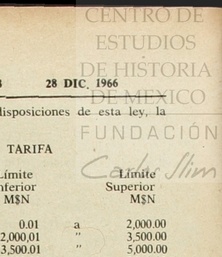 CENTRO DE
ESTUDIOS
DE HISTORIA
DE MEXICO
FUNDACIÓN
Carlos Slim
28 DIC. 1966
disposiciones de esta ley, la
TARIFA
Límite Límite
Inferior Superior
M$N M$N
0.01 a 2,000.00
2,000,01 " 3,500.00
3,500.01 " 5,000.00